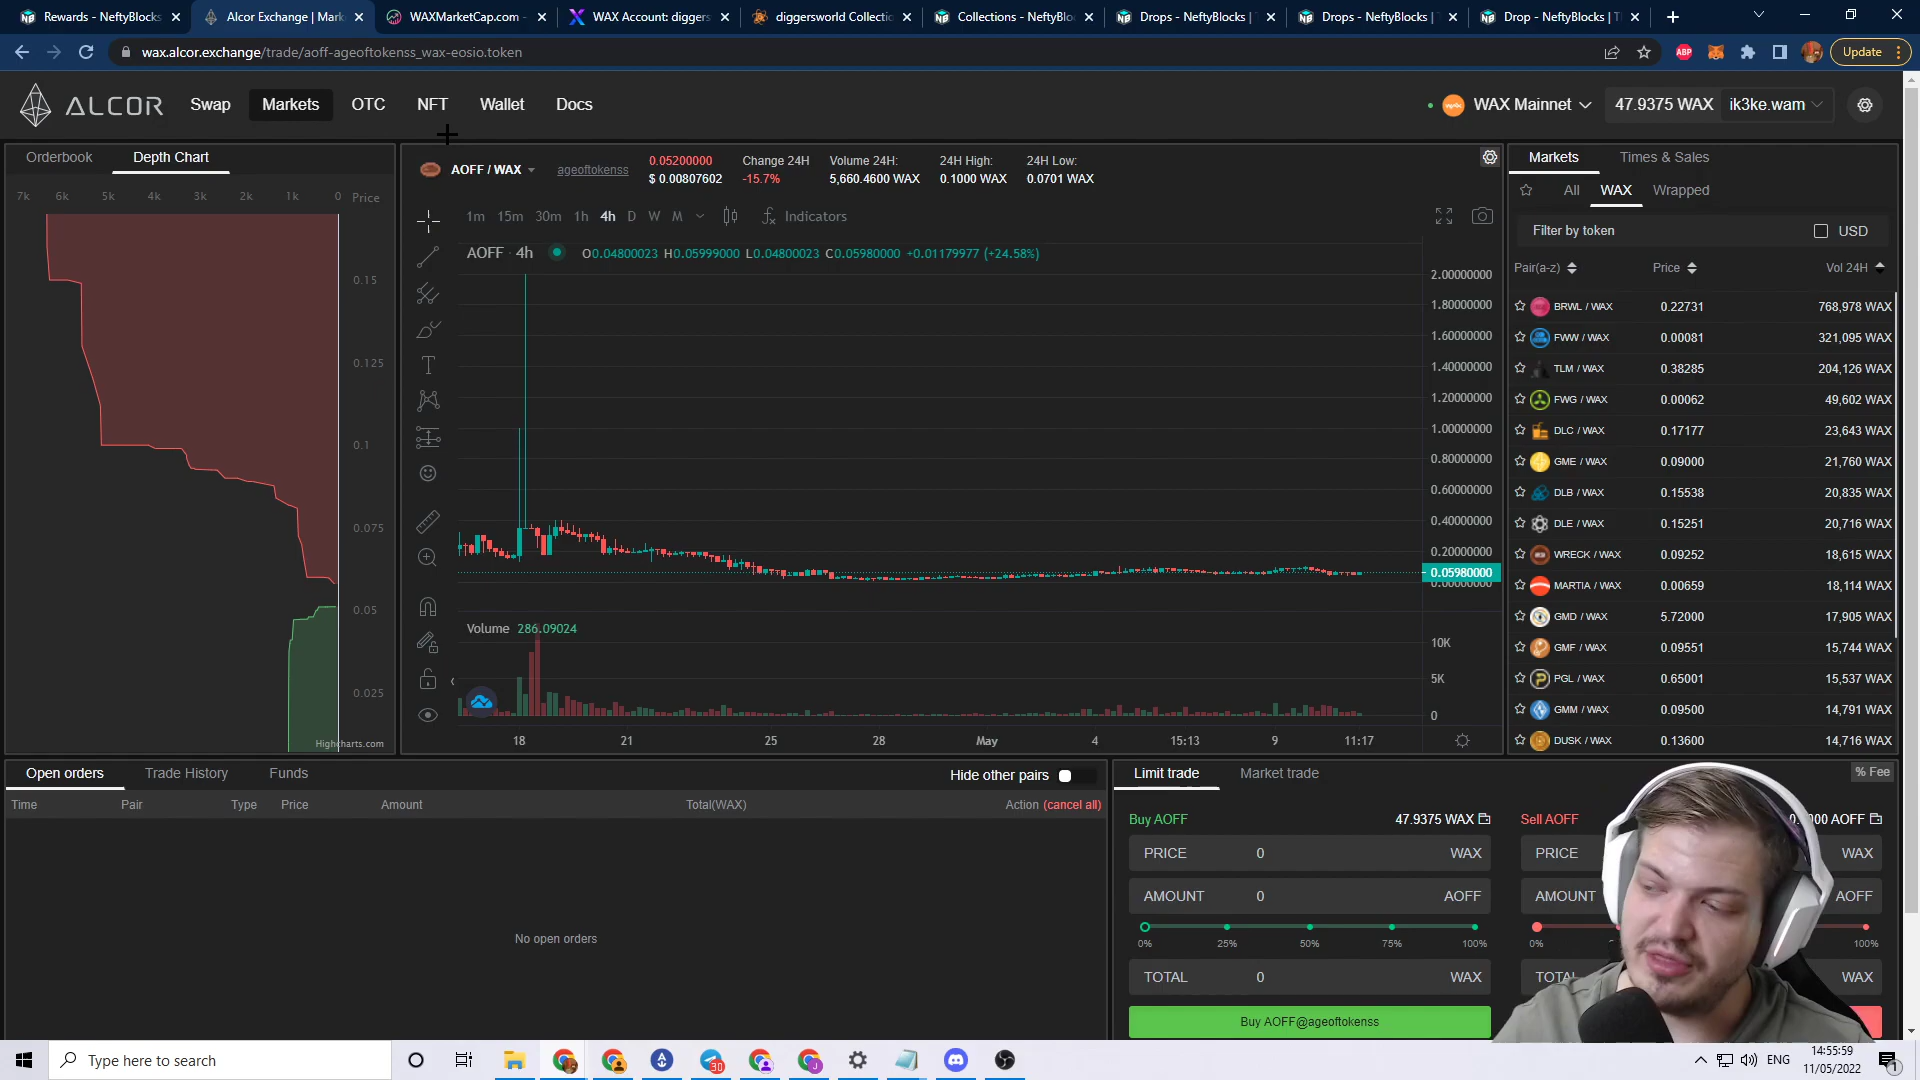 Rewards - NeftyBlocks
Alcor Exchange | Mark
WAXMarketCap.com -
WAX Account: diggers
diggersworld Collectio
Collections - NeftyBlo
Drops - NeftyBlocks |
Drops - NeftyBlocks |
Drop - NeftyBlocks |
wax.alcor.exchange/trade/aoff-ageoftokenss_wax-eosio.token
ABP
Update
ALCOR
Swap
Markets
OTC
NFT
Wallet
Docs
WAX Mainnet
47.9375 WAX
ik3ke.wam
Orderbook
Depth Chart
7k 6k 5k 4k 3k 2k 1k 0 Price
0.15
0.125
0.1
0.075
0.05
0.025
Highcharts.com
AOFF / WAX
ageoftokenss
0.05200000
$ 0.00807602
Change 24H
-15.7%
Volume 24H:
5,660.4600 WAX
24H High:
0.1000 WAX
24H Low:
0.0701 WAX
1m 15m 30m 1h 4h D W M
Indicators
AOFF · 4h
O0.04800023 H0.05999000 L0.04800023 C0.05980000 +0.01179977 (+24.58%)
2.00000000
1.80000000
1.60000000
1.40000000
1.20000000
1.00000000
0.80000000
0.60000000
0.40000000
0.20000000
0.05980000
0.00000000
Volume 286.09024
10K
5K
0
18 21 25 28 May 4 15:13 9 11:17
Markets
Times & Sales
All
WAX
Wrapped
Filter by token
USD
Pair(a-z) Price Vol 24H
BRWL / WAX 0.22731 768,978 WAX
FWW / WAX 0.00081 321,095 WAX
TLM / WAX 0.38285 204,126 WAX
FWG / WAX 0.00062 49,602 WAX
DLC / WAX 0.17177 23,643 WAX
GME / WAX 0.09000 21,760 WAX
DLB / WAX 0.15538 20,835 WAX
DLE / WAX 0.15251 20,716 WAX
WRECK / WAX 0.09252 18,615 WAX
MARTIA / WAX 0.00659 18,114 WAX
GMD / WAX 5.72000 17,905 WAX
GMF / WAX 0.09551 15,744 WAX
PGL / WAX 0.65001 15,537 WAX
GMM / WAX 0.09500 14,791 WAX
DUSK / WAX 0.13600 14,716 WAX
Open orders
Trade History
Funds
Hide other pairs
Time Pair Type Price Amount Total(WAX) Action (cancel all)
No open orders
Limit trade
Market trade
% Fee
Buy AOFF
47.9375 WAX
PRICE 0 WAX
AMOUNT 0 AOFF
0% 25% 50% 75% 100%
TOTAL 0 WAX
Buy AOFF@ageoftokenss
Sell AOFF
AOFF
PRICE
WAX
AMOUNT
AOFF
0%
100%
WAX
Type here to search
30
ENG
14:55:59
11/05/2022
1